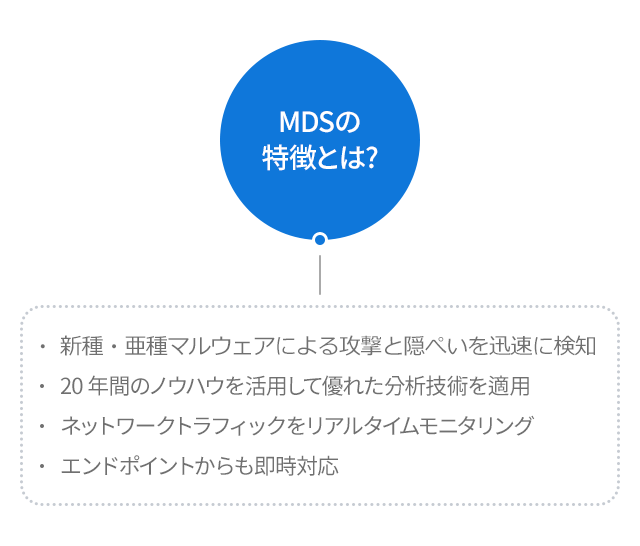 MDSの
特徴とは?
・ 新種・亜種マルウェアによる攻撃と隠ぺいを迅速に検知
・ 20 年間のノウハウを活用して優れた分析技術を適用
・ ネットワークトラフィックをリアルタイムモニタリング
・ エンドポイントからも即時対応